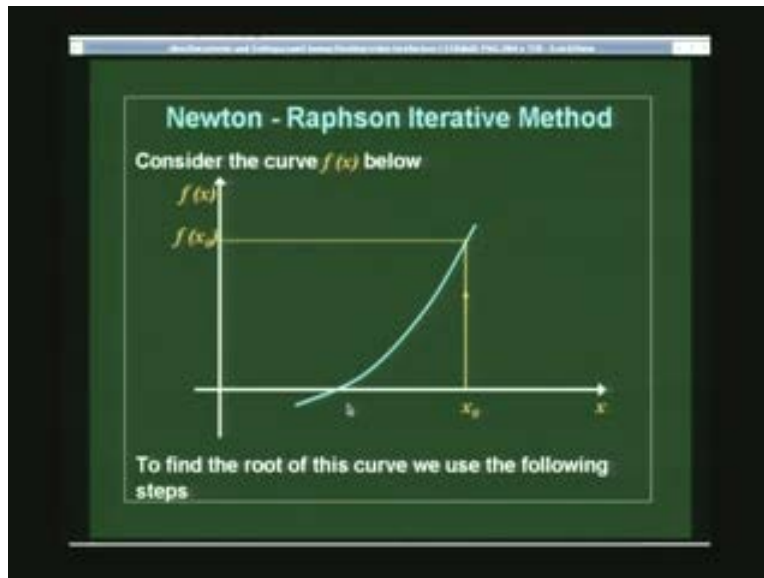 Newton - Raphson Iterative Method
Consider the curve f (x) below
f (x)
f (x₀)
x₀
x
To find the root of this curve we use the following
steps